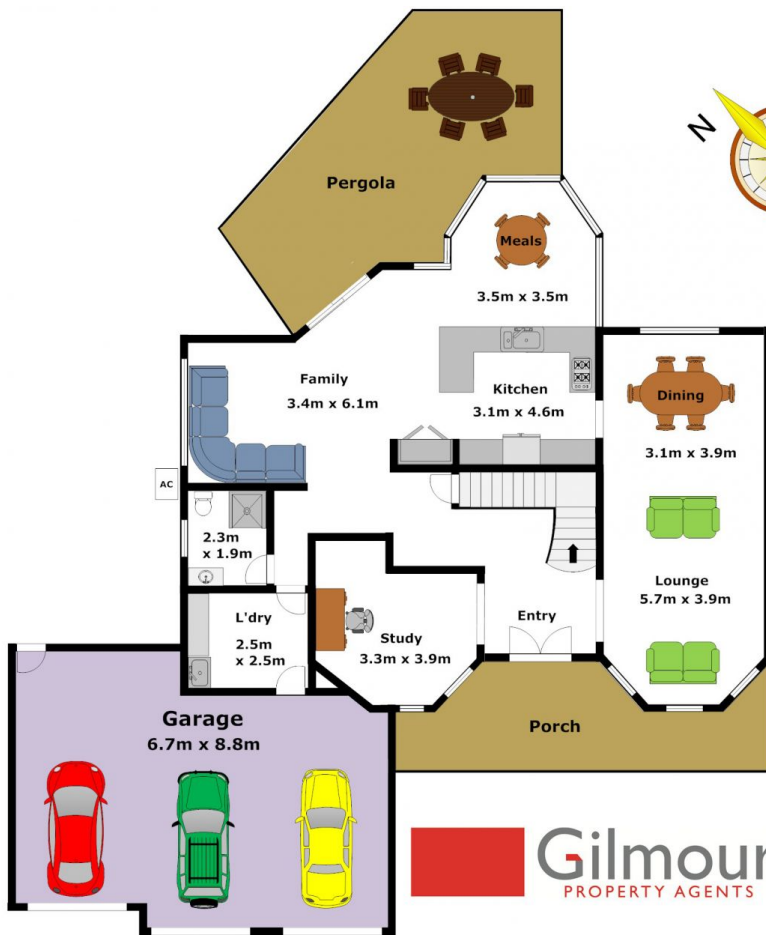 Pergola
N
Meals
3.5m x 3.5m
Family
3.4m x 6.1m
Kitchen
3.1m x 4.6m
Dining
3.1m x 3.9m
AC
2.3m
x 1.9m
L'dry
2.5m
x 2.5m
Study
3.3m x 3.9m
Entry
Lounge
5.7m x 3.9m
Garage
6.7m x 8.8m
Porch
Gilmour
PROPERTY AGENTS